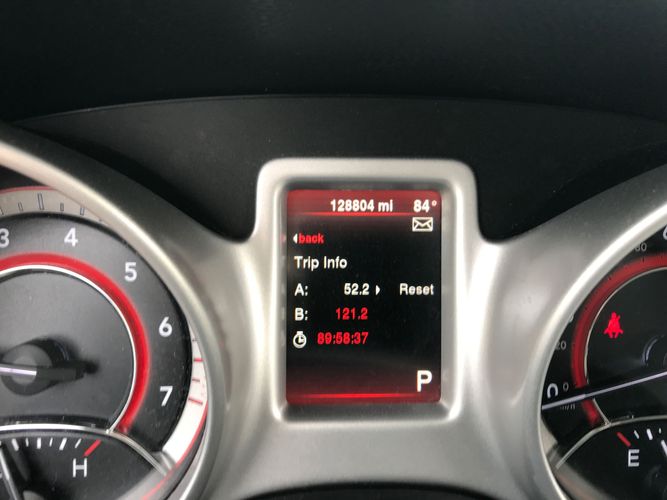 128804 mi 84°
back
Trip Info
A: 52.2 Reset
B: 121.2
89:58:37
P
3 4 5 6 7
H
0
E